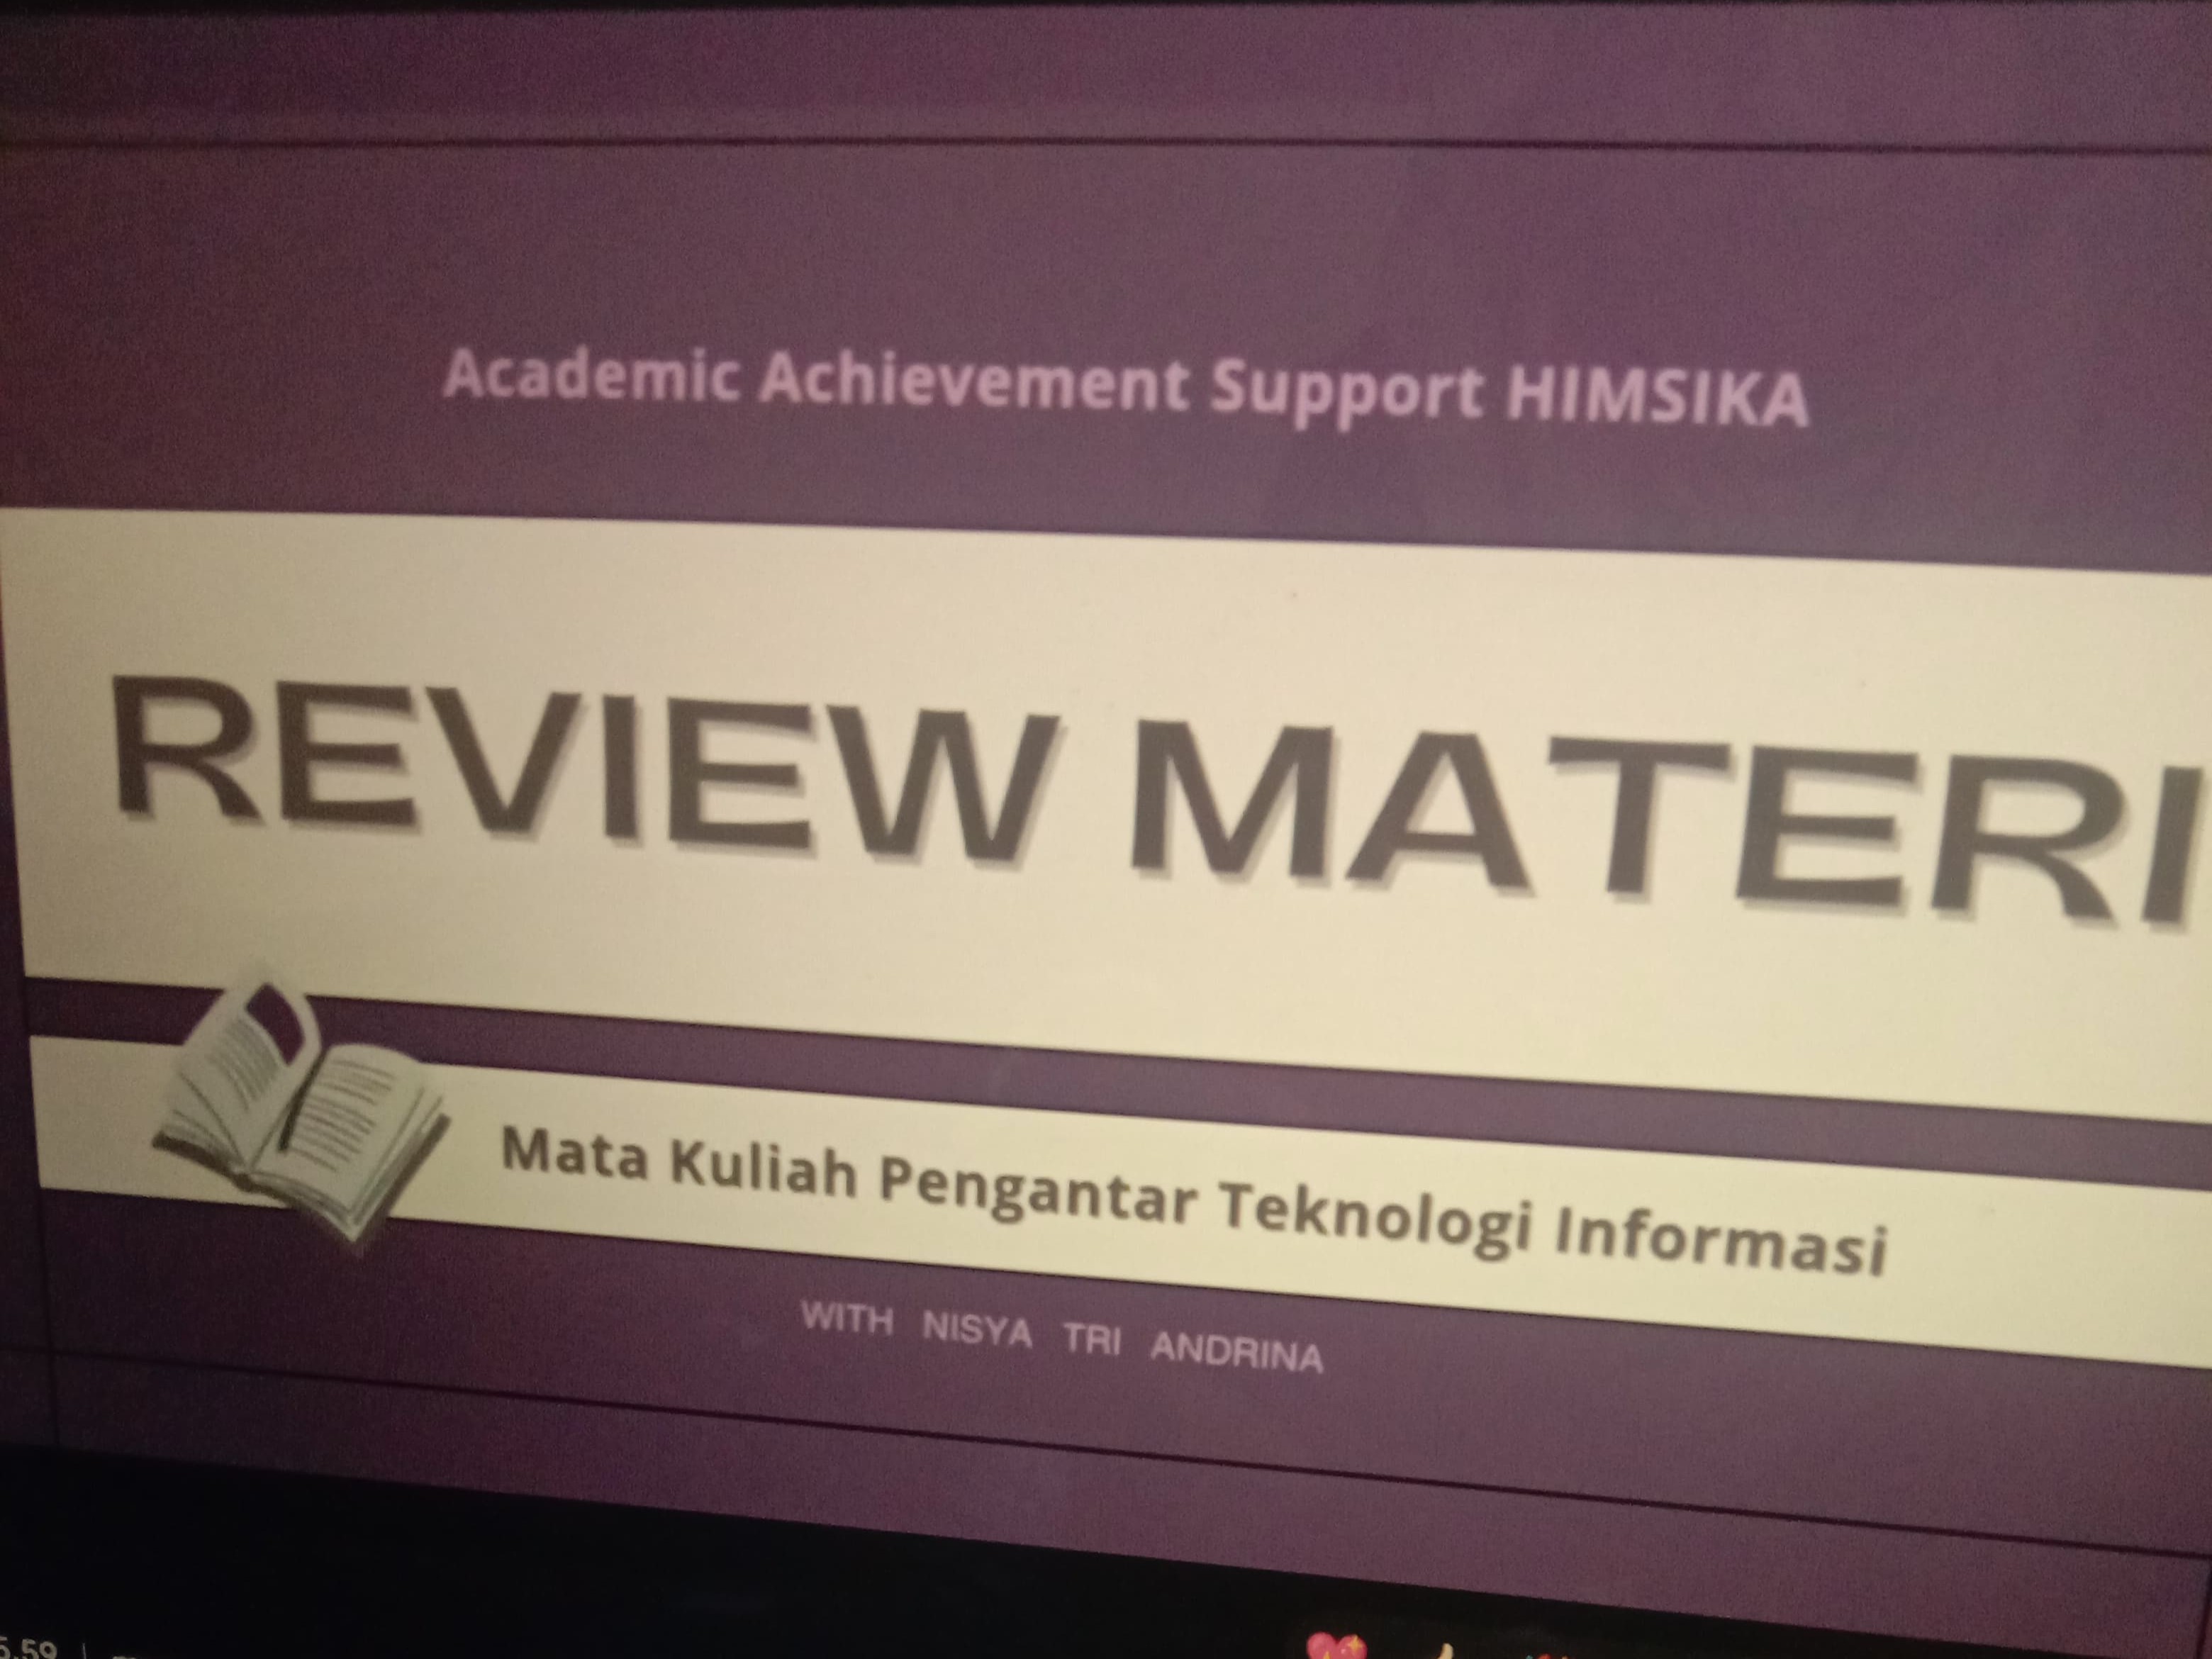 Academic Achievement Support HIMSIKA
REVIEW MATERI
Mata Kuliah Pengantar Teknologi Informasi
WITH NISYA TRI ANDRINA